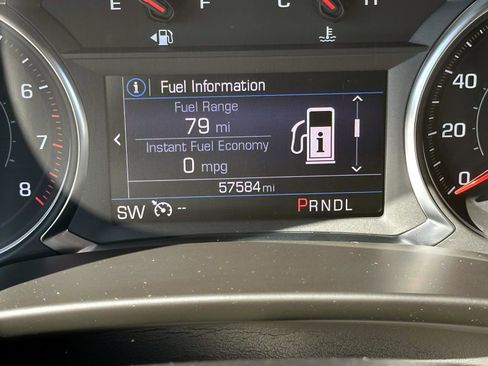 E F C H
Fuel Information
Fuel Range
79 mi
Instant Fuel Economy
0 mpg
57584 mi
SW -- PRNDL
6
7
8
40
20
0